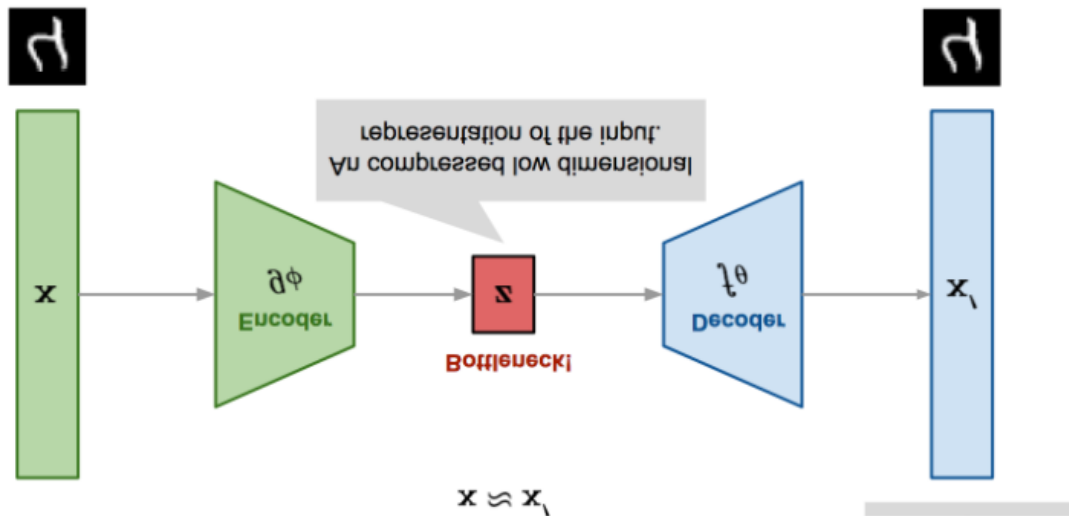 x ≈ x′
Bottleneck!
Encoder
Decoder
x
gϕ
z
fθ
x′
An compressed low dimensional
representation of the input.